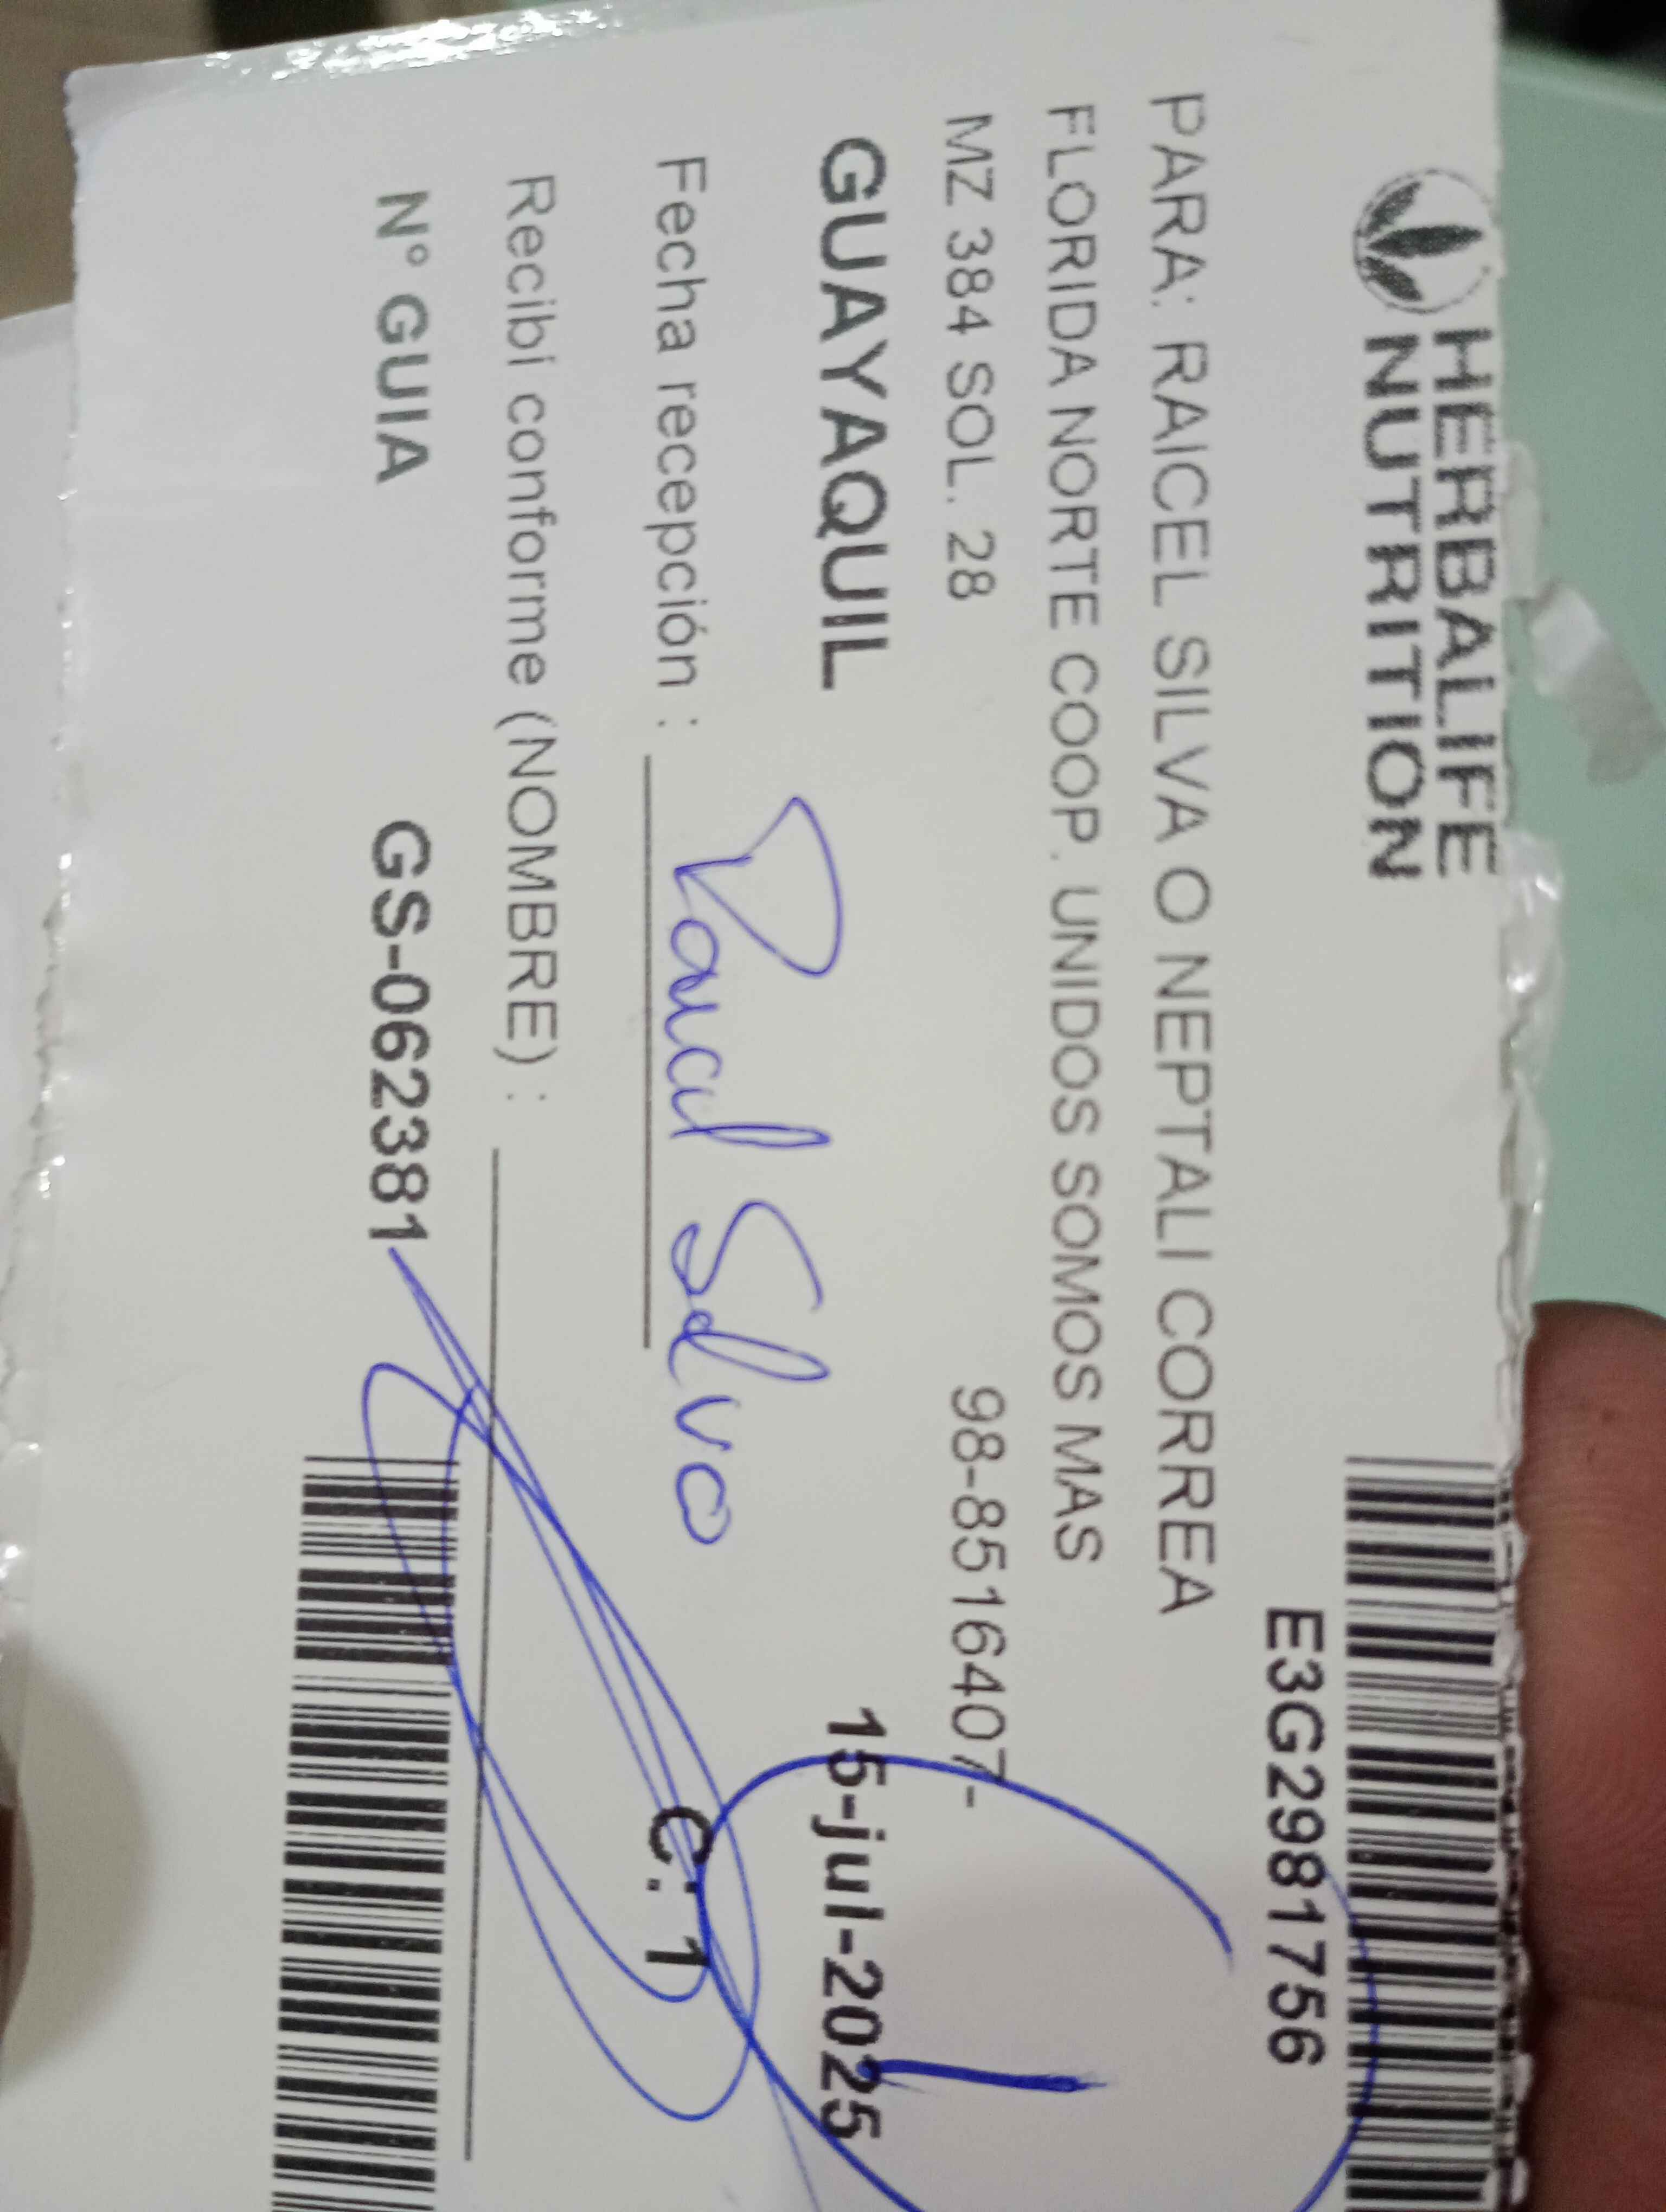 HERBALIFE
NUTRITION
E3G2981756
PARA: RAICEL SILVA O NEPTALI CORREA
FLORIDA NORTE COOP. UNIDOS SOMOS MAS
MZ 384 SOL. 28 98-8516407-
GUAYAQUIL 15-jul-2025
Fecha recepción : Raicel Silva C: 1
Recibí conforme (NOMBRE) :
N° GUIA GS-062381